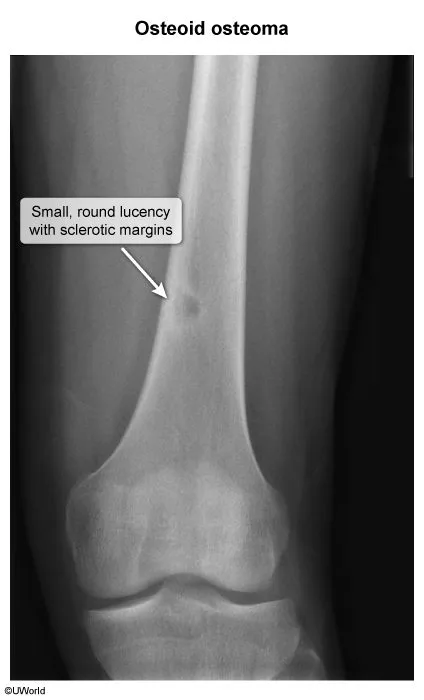 Osteoid osteoma
Small, round lucency
with sclerotic margins
©UWorld